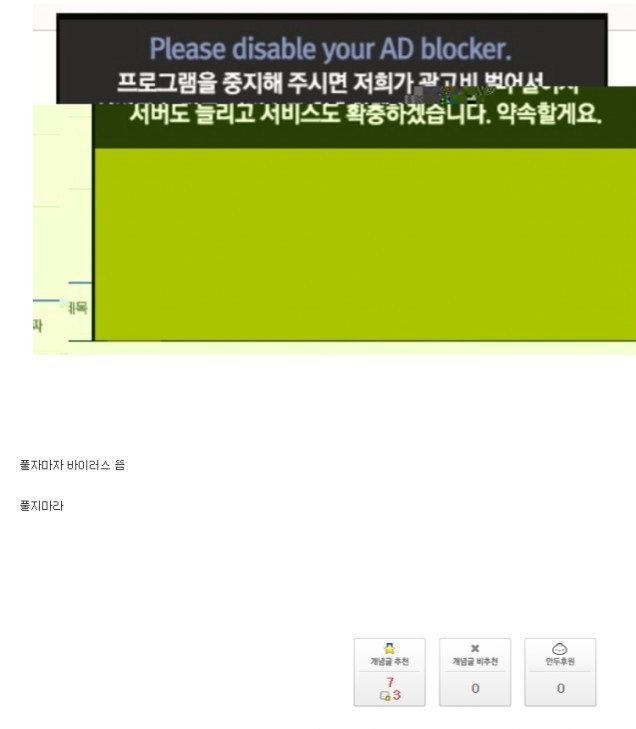 Please disable your AD blocker.
프로그램을 중지해 주시면 저희가 광고비 벌어서
서버도 늘리고 서비스도 확충하겠습니다. 약속할게요.
제목
짜
풀자마자 바이러스 뜸
풀지마라
개념글 추천 개념글 비추천 만두후원
7 0 0
3